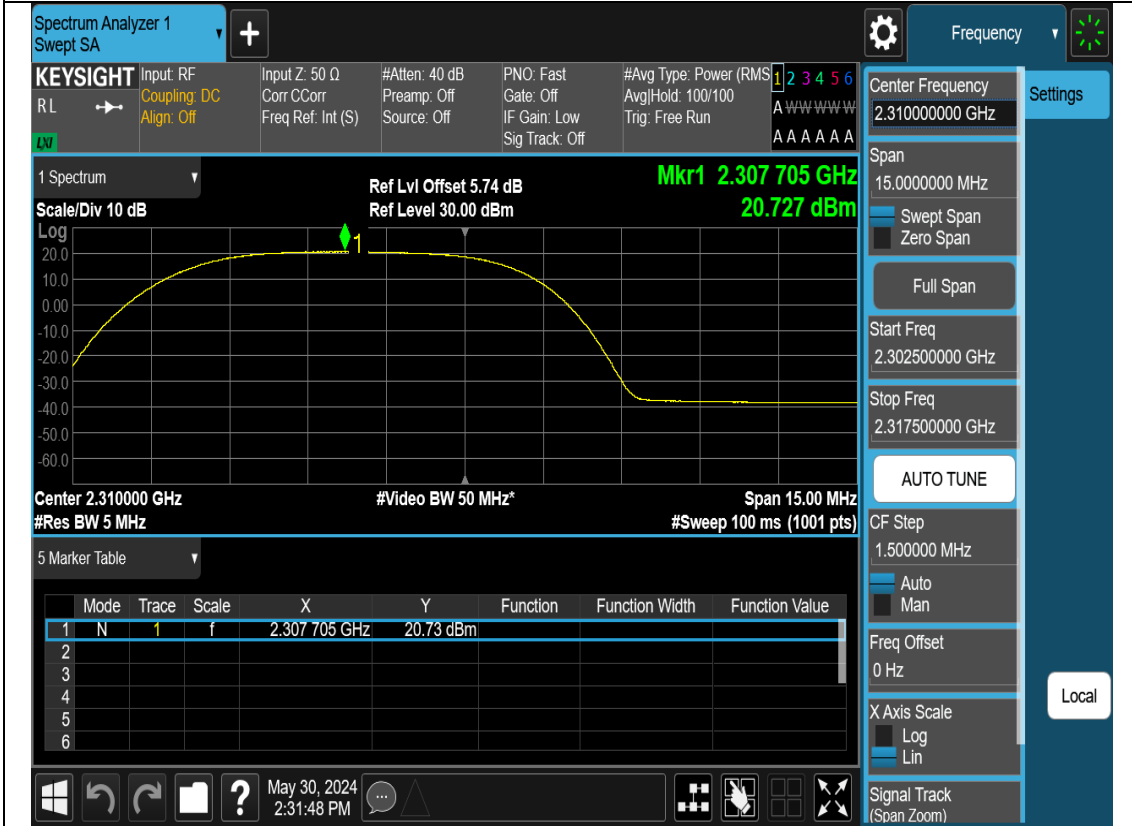 Spectrum Analyzer 1
Swept SA
+
Frequency
KEYSIGHT
RL
LXI
Input: RF
Coupling: DC
Align: Off
Input Z: 50 Ω
Corr CCorr
Freq Ref: Int (S)
#Atten: 40 dB
Preamp: Off
Source: Off
PNO: Fast
Gate: Off
IF Gain: Low
Sig Track: Off
#Avg Type: Power (RMS
Avg|Hold: 100/100
Trig: Free Run
1 2 3 4 5 6
A W W W W W
A A A A A A
1 Spectrum
Scale/Div 10 dB
Ref Lvl Offset 5.74 dB
Ref Level 30.00 dBm
Mkr1 2.307 705 GHz
20.727 dBm
Log
1
20.0
10.0
0.00
-10.0
-20.0
-30.0
-40.0
-50.0
-60.0
Center 2.310000 GHz
#Res BW 5 MHz
#Video BW 50 MHz*
Span 15.00 MHz
#Sweep 100 ms (1001 pts)
5 Marker Table
Mode Trace Scale X Y Function Function Width Function Value
1 N 1 f 2.307 705 GHz 20.73 dBm
2
3
4
5
6
?
May 30, 2024
2:31:48 PM
Center Frequency
2.310000000 GHz
Settings
Span
15.0000000 MHz
Swept Span
Zero Span
Full Span
Start Freq
2.302500000 GHz
Stop Freq
2.317500000 GHz
AUTO TUNE
CF Step
1.500000 MHz
Auto
Man
Freq Offset
0 Hz
Local
X Axis Scale
Log
Lin
Signal Track
(Span Zoom)